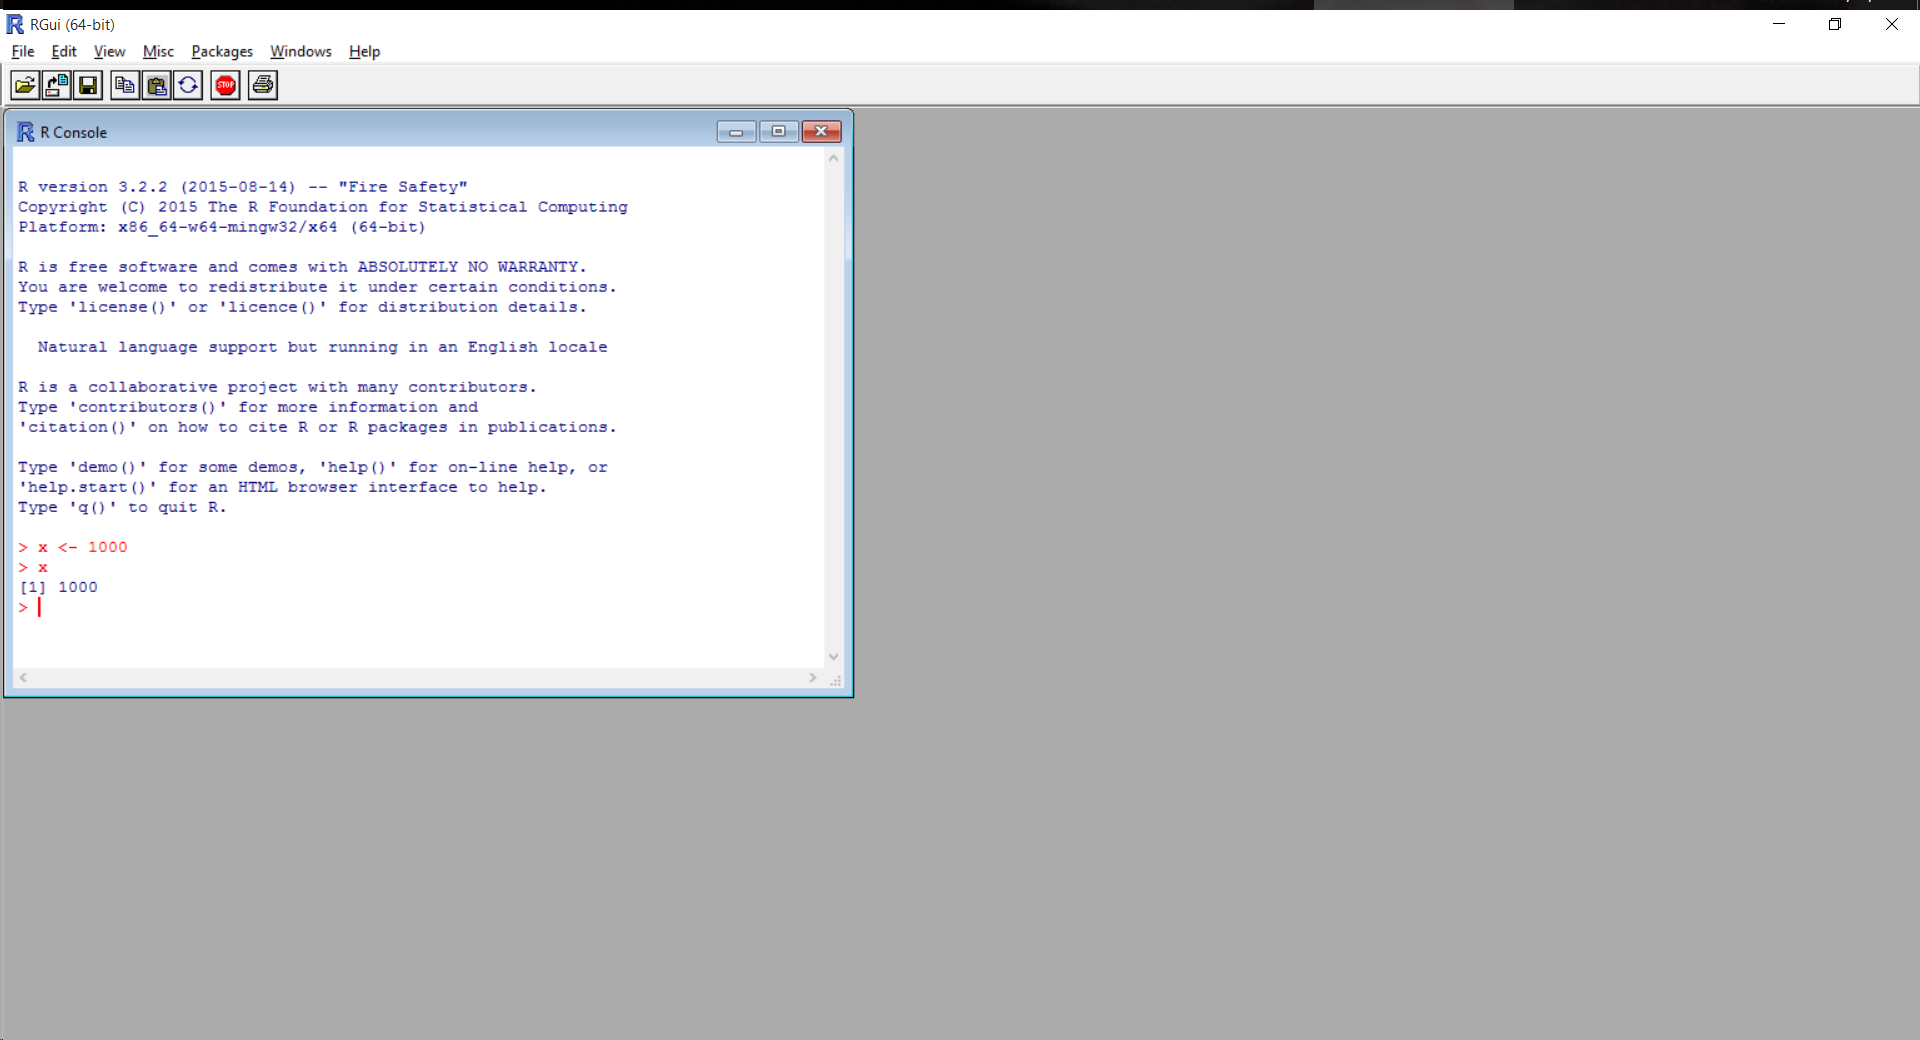 RGui (64-bit)
File Edit View Misc Packages Windows Help
STOP
R Console
R version 3.2.2 (2015-08-14) -- "Fire Safety"
Copyright (C) 2015 The R Foundation for Statistical Computing
Platform: x86_64-w64-mingw32/x64 (64-bit)
R is free software and comes with ABSOLUTELY NO WARRANTY.
You are welcome to redistribute it under certain conditions.
Type 'license()' or 'licence()' for distribution details.
Natural language support but running in an English locale
R is a collaborative project with many contributors.
Type 'contributors()' for more information and
'citation()' on how to cite R or R packages in publications.
Type 'demo()' for some demos, 'help()' for on-line help, or
'help.start()' for an HTML browser interface to help.
Type 'q()' to quit R.
> x <- 1000
> x
[1] 1000
>